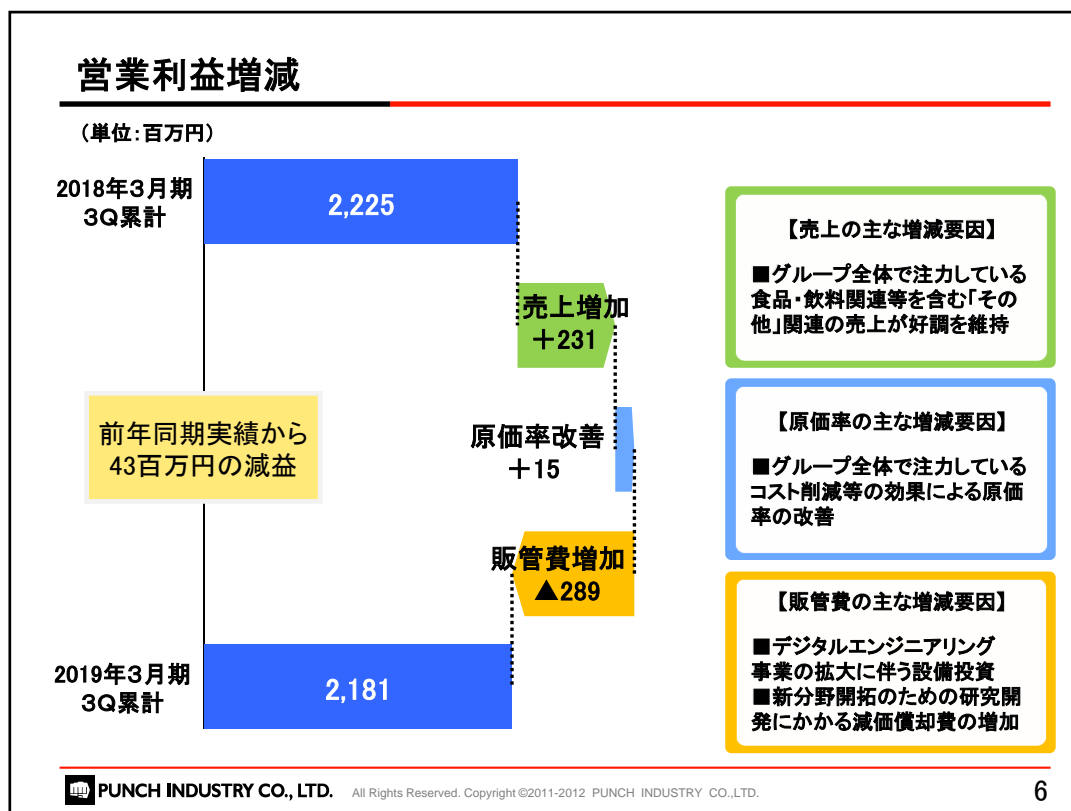 営業利益増減
（単位：百万円）
2018年３月期
３Q累計
2,225
売上増加
＋231
原価率改善
＋15
販管費増加
▲289
2019年３月期
３Q累計
2,181
前年同期実績から
43百万円の減益
【売上の主な増減要因】
■グループ全体で注力している
食品・飲料関連等を含む「その
他」関連の売上が好調を維持
【原価率の主な増減要因】
■グループ全体で注力している
コスト削減等の効果による原価
率の改善
【販管費の主な増減要因】
■デジタルエンジニアリング
事業の拡大に伴う設備投資
■新分野開拓のための研究開
発にかかる減価償却費の増加
PUNCH INDUSTRY CO., LTD. All Rights Reserved. Copyright ©2011-2012 PUNCH INDUSTRY CO.,LTD.
6